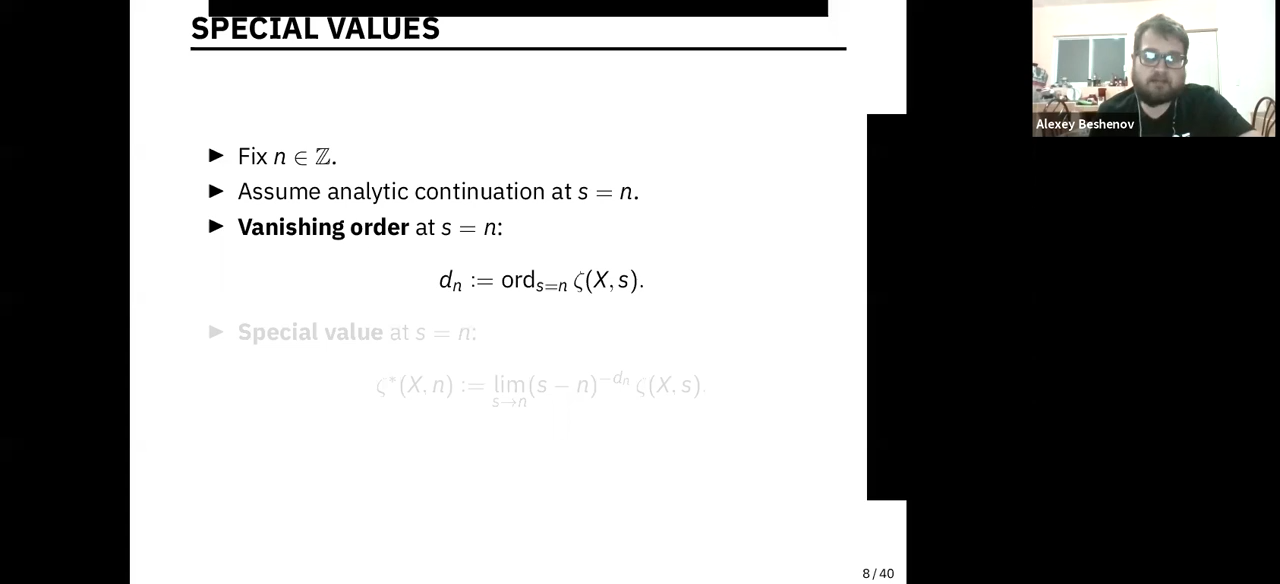 SPECIAL VALUES
▶ Fix n ∈ ℤ.
▶ Assume analytic continuation at s = n.
▶ Vanishing order at s = n:
dₙ := ord_{s=n} ζ(X, s).
▶ Special value at s = n:
ζ*(X, n) := lim_{s→n} (s − n)^{−dₙ} ζ(X, s).
8 / 40
Alexey Beshenov